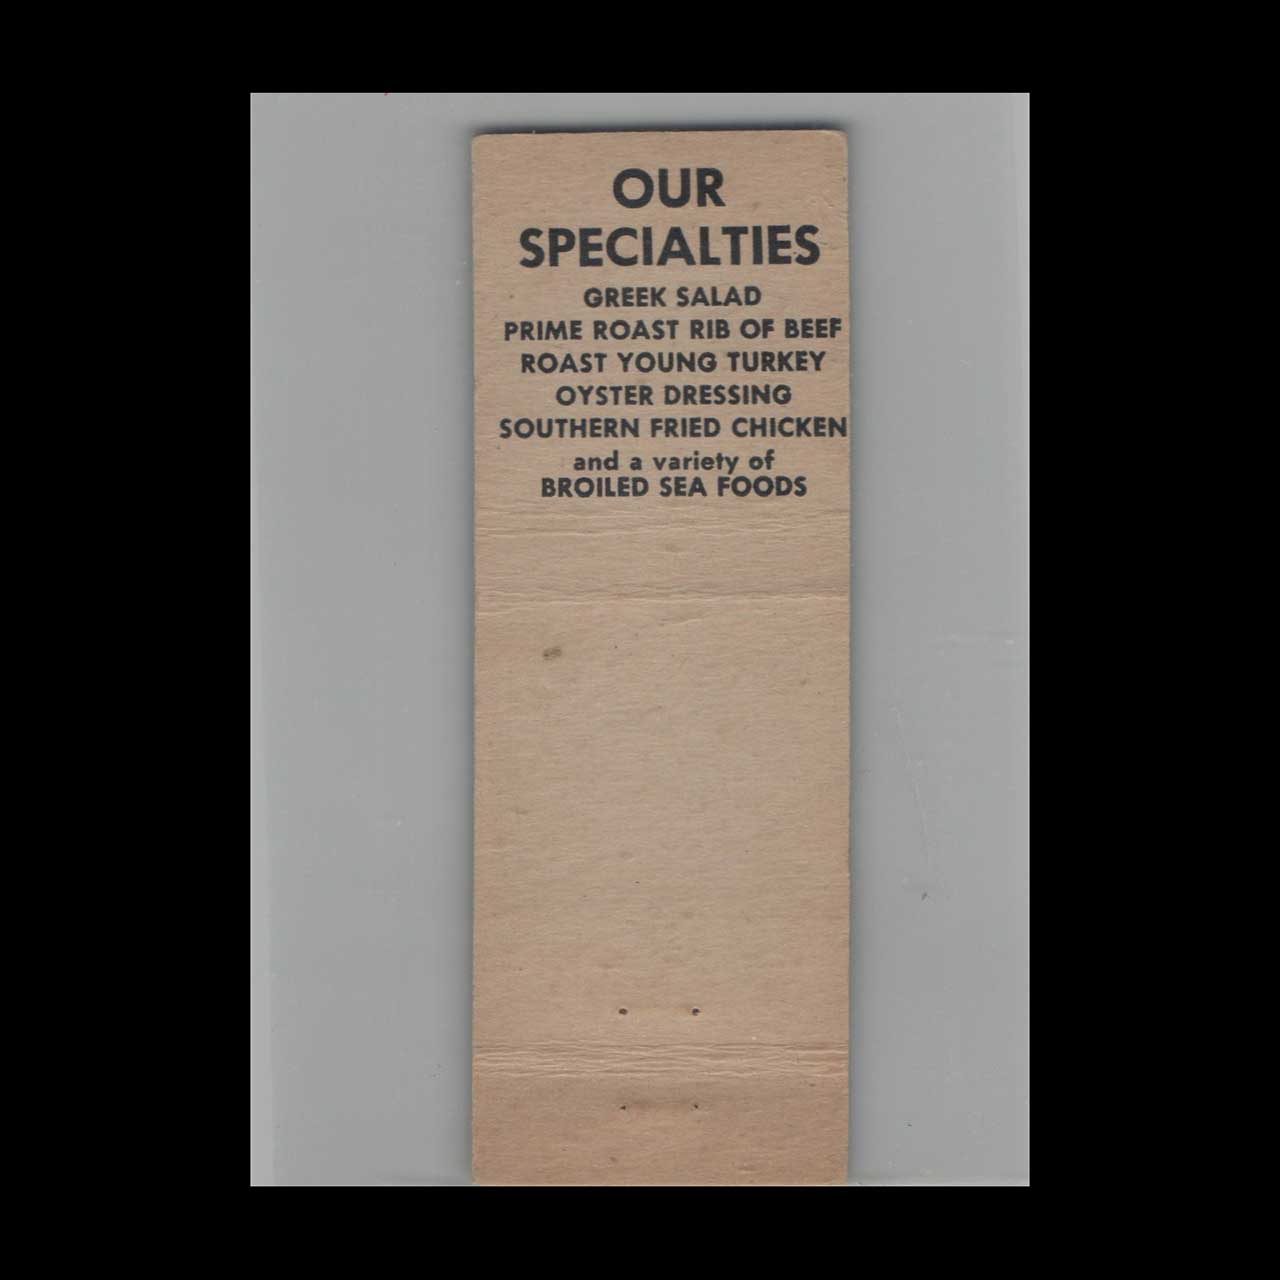 OUR
SPECIALTIES
GREEK SALAD
PRIME ROAST RIB OF BEEF
ROAST YOUNG TURKEY
OYSTER DRESSING
SOUTHERN FRIED CHICKEN
and a variety of
BROILED SEA FOODS